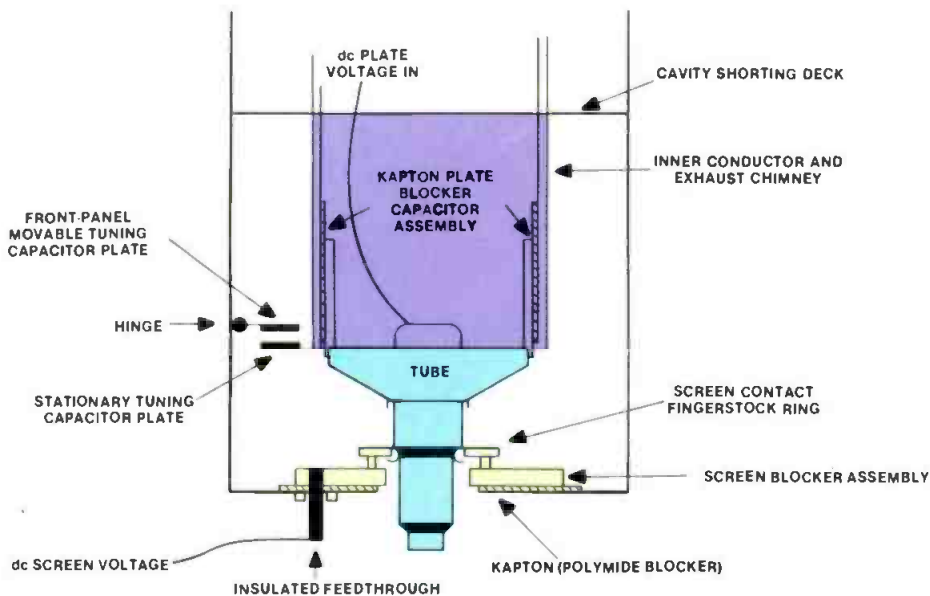 dc PLATE
VOLTAGE IN
CAVITY SHORTING DECK
INNER CONDUCTOR AND
EXHAUST CHIMNEY
KAPTON PLATE
BLOCKER
CAPACITOR
ASSEMBLY
FRONT-PANEL
MOVABLE TUNING
CAPACITOR PLATE
HINGE
STATIONARY TUNING
CAPACITOR PLATE
TUBE
SCREEN CONTACT
FINGERSTOCK RING
SCREEN BLOCKER ASSEMBLY
dc SCREEN VOLTAGE
INSULATED FEEDTHROUGH
KAPTON (POLYMIDE BLOCKER)